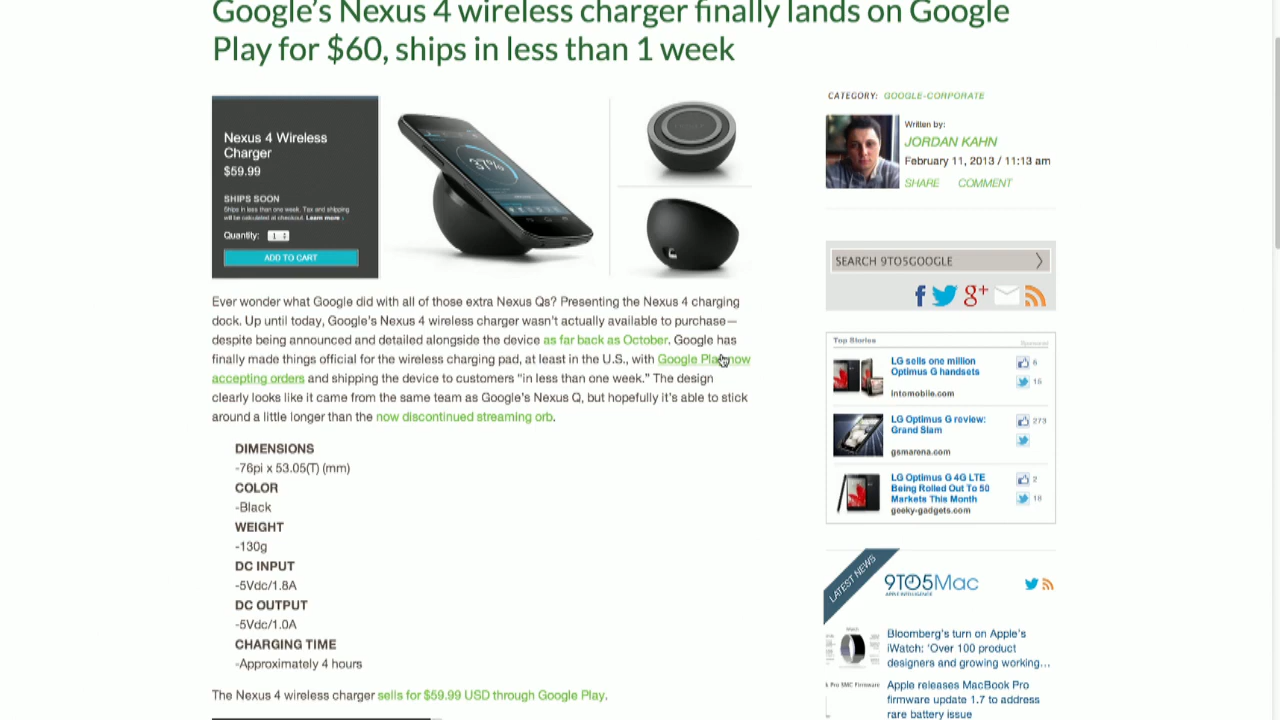 Google's Nexus 4 wireless charger finally lands on Google
Play for $60, ships in less than 1 week
Nexus 4 Wireless
Charger
$59.99
SHIPS SOON
Ships in less than one week. Tax and shipping
will be calculated at checkout. Learn more ›
Quantity: 1
ADD TO CART
37%
Ever wonder what Google did with all of those extra Nexus Qs? Presenting the Nexus 4 charging
dock. Up until today, Google's Nexus 4 wireless charger wasn't actually available to purchase—
despite being announced and detailed alongside the device as far back as October. Google has
finally made things official for the wireless charging pad, at least in the U.S., with Google Play now
accepting orders and shipping the device to customers "in less than one week." The design
clearly looks like it came from the same team as Google's Nexus Q, but hopefully it's able to stick
around a little longer than the now discontinued streaming orb.
DIMENSIONS
-76pi x 53.05(T) (mm)
COLOR
-Black
WEIGHT
-130g
DC INPUT
-5Vdc/1.8A
DC OUTPUT
-5Vdc/1.0A
CHARGING TIME
-Approximately 4 hours
The Nexus 4 wireless charger sells for $59.99 USD through Google Play.
CATEGORY: GOOGLE-CORPORATE
Written by:
JORDAN KAHN
February 11, 2013 / 11:13 am
SHARE COMMENT
SEARCH 9TO5GOOGLE
Top Stories
Sponsored
LG sells one million
Optimus G handsets
intomobile.com
6
15
LG Optimus G review:
Grand Slam
gsmarena.com
273
LG Optimus G 4G LTE
Being Rolled Out To 50
Markets This Month
geeky-gadgets.com
2
18
LATEST NEWS
9TO5Mac
APPLE INTELLIGENCE
Bloomberg's turn on Apple's
iWatch: 'Over 100 product
designers and growing working...
Pro SMC Firmware
Apple releases MacBook Pro
firmware update 1.7 to address
rare battery issue